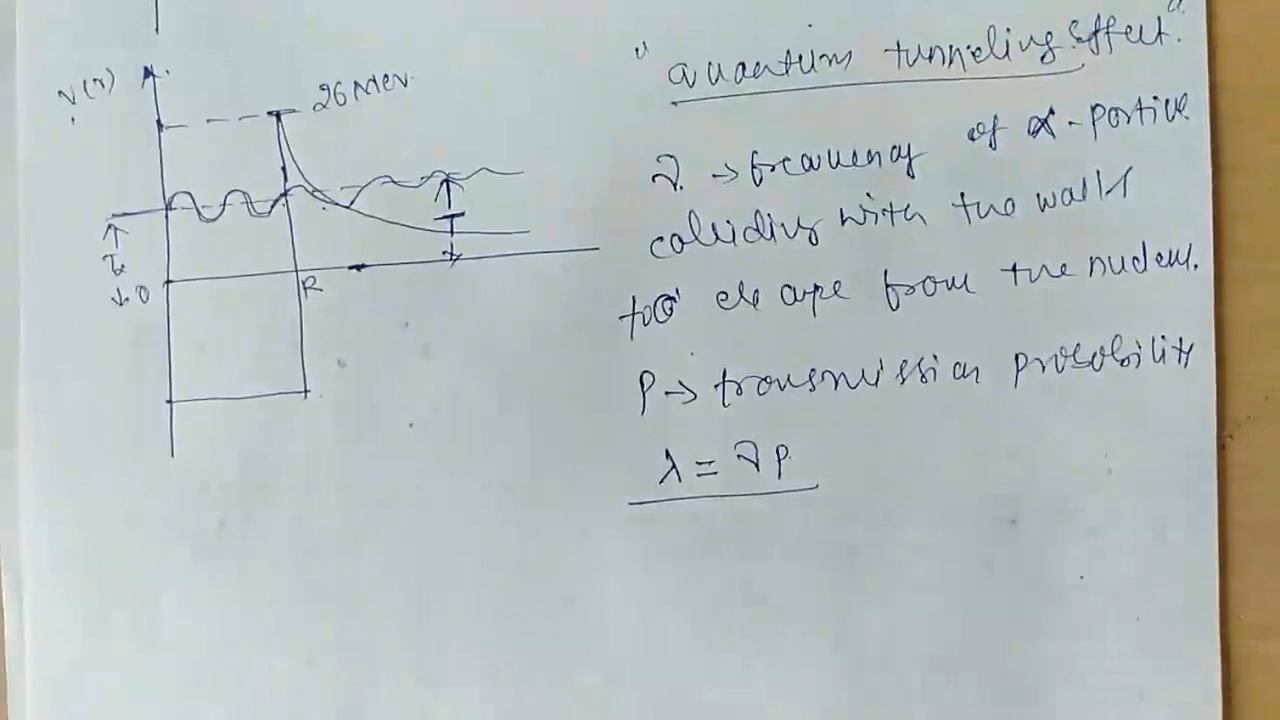 V(r)
26 Mev.
0
R
T
"Quantum tunneling effect."
ν → frequency of α-particle
colliding with the walls
to escape from the nucleus.
P → transmission probability
λ = νP